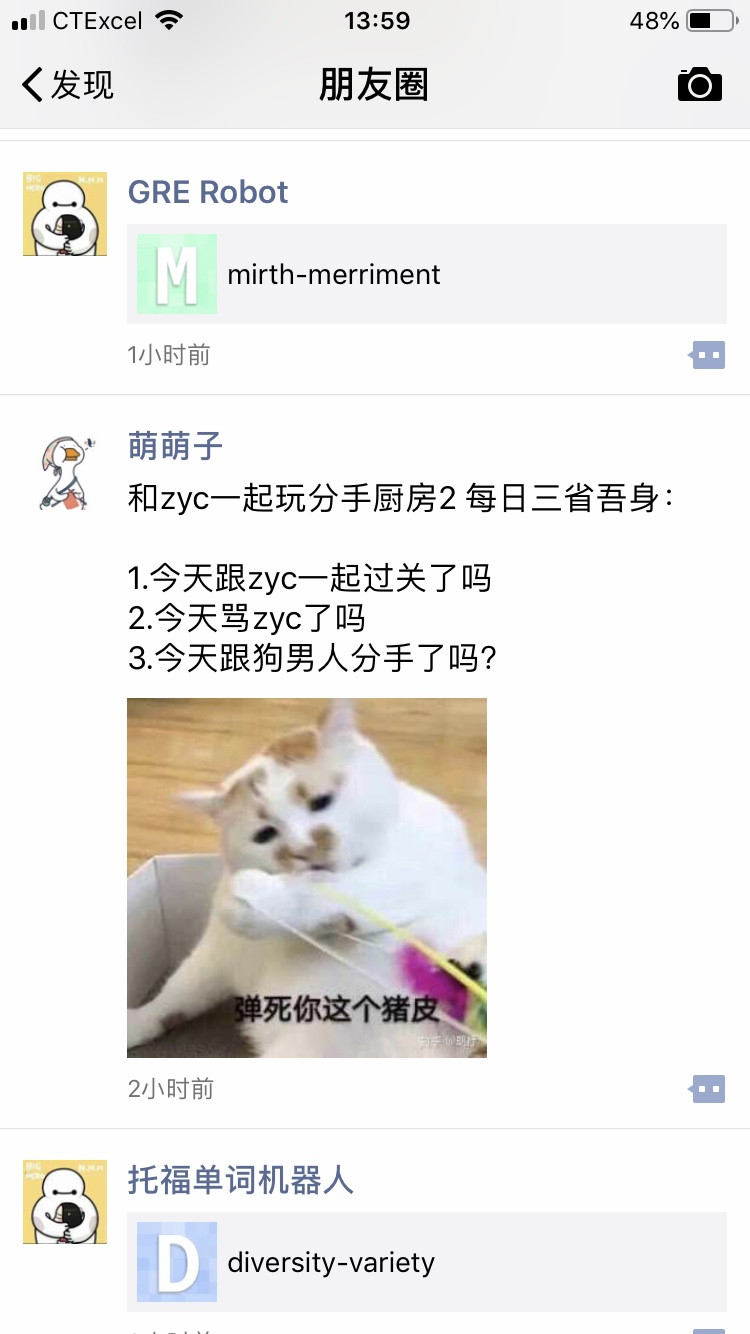 CTExcel 13:59 48%
发现 朋友圈
GRE Robot
M
mirth-merriment
1小时前
萌萌子
和zyc一起玩分手厨房2 每日三省吾身：
1.今天跟zyc一起过关了吗
2.今天骂zyc了吗
3.今天跟狗男人分手了吗？
弹死你这个猪皮
2小时前
托福单词机器人
D
diversity-variety